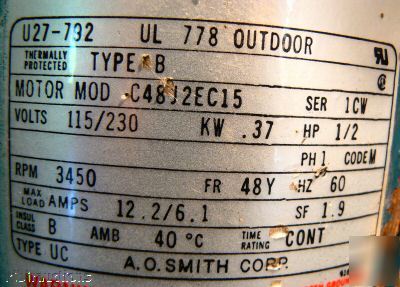 U27-792 UL 778 OUTDOOR
THERMALLY PROTECTED TYPE B
MOTOR MOD C48J2EC15 SER 1CW
VOLTS 115/230 KW .37 HP 1/2
PH 1 CODE M
RPM 3450 FR 48Y HZ 60
MAX LOAD AMPS 12.2/6.1 SF 1.9
INSUL CLASS B AMB 40 °C TIME RATING CONT
TYPE UC A.O. SMITH CORP.